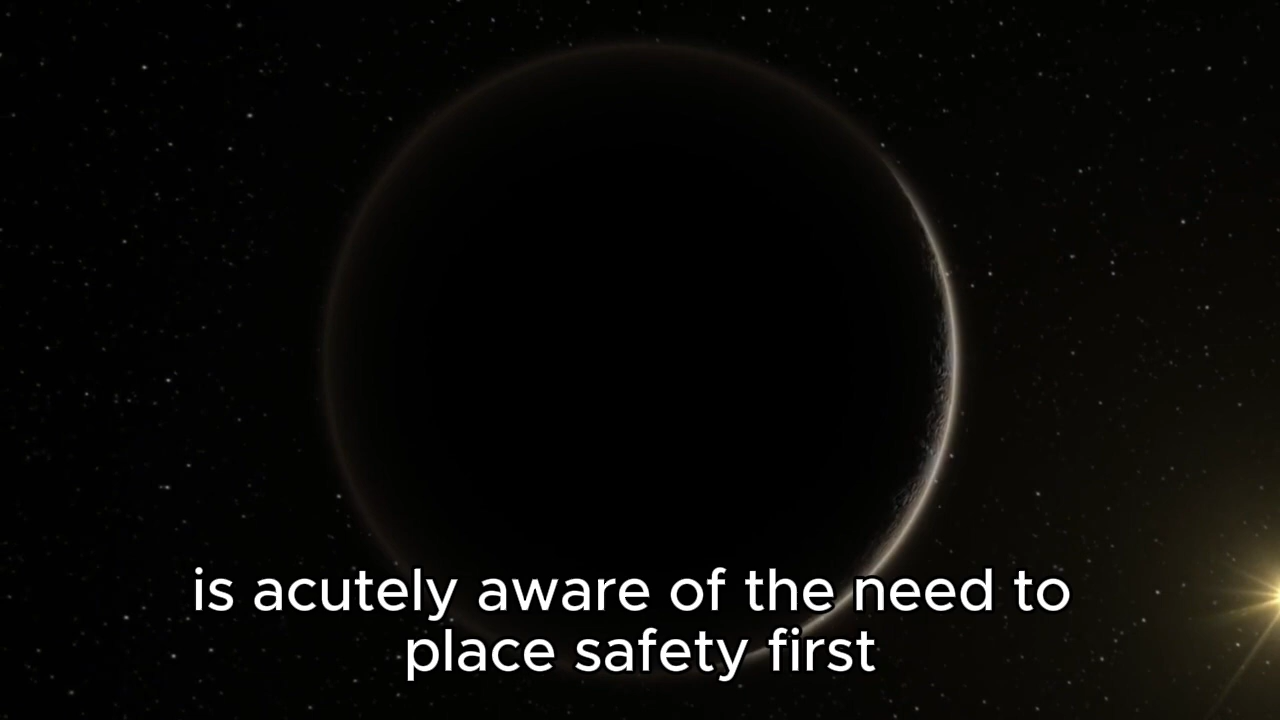 is acutely aware of the need to
place safety first